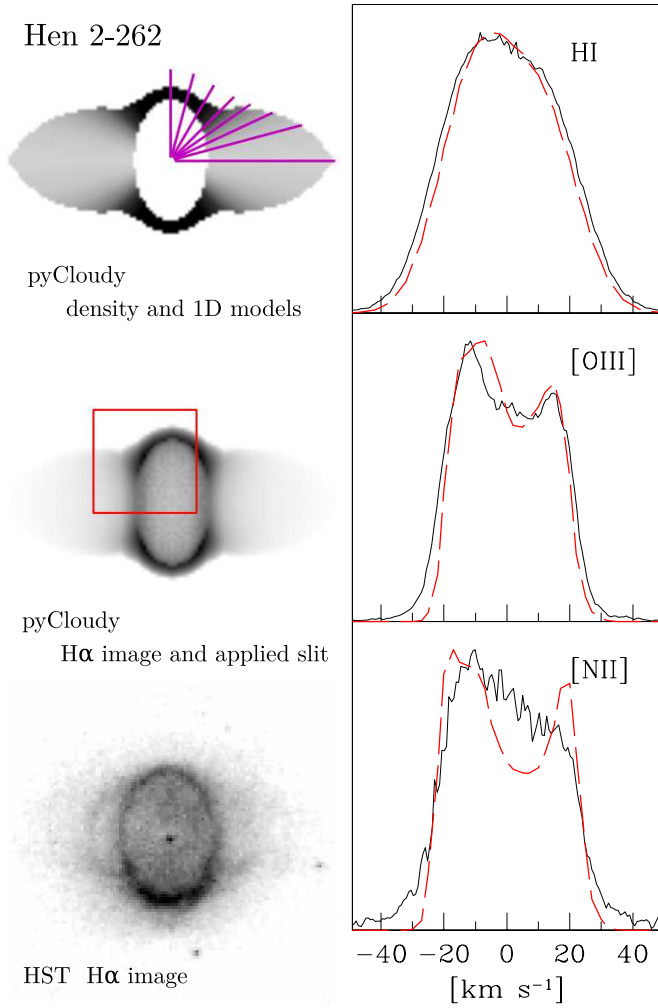 Hen 2-262
pyCloudy
density and 1D models
pyCloudy
Hα image and applied slit
HST Hα image
HI
[OIII]
[NII]
−40 −20 0 20 40
[km s⁻¹]